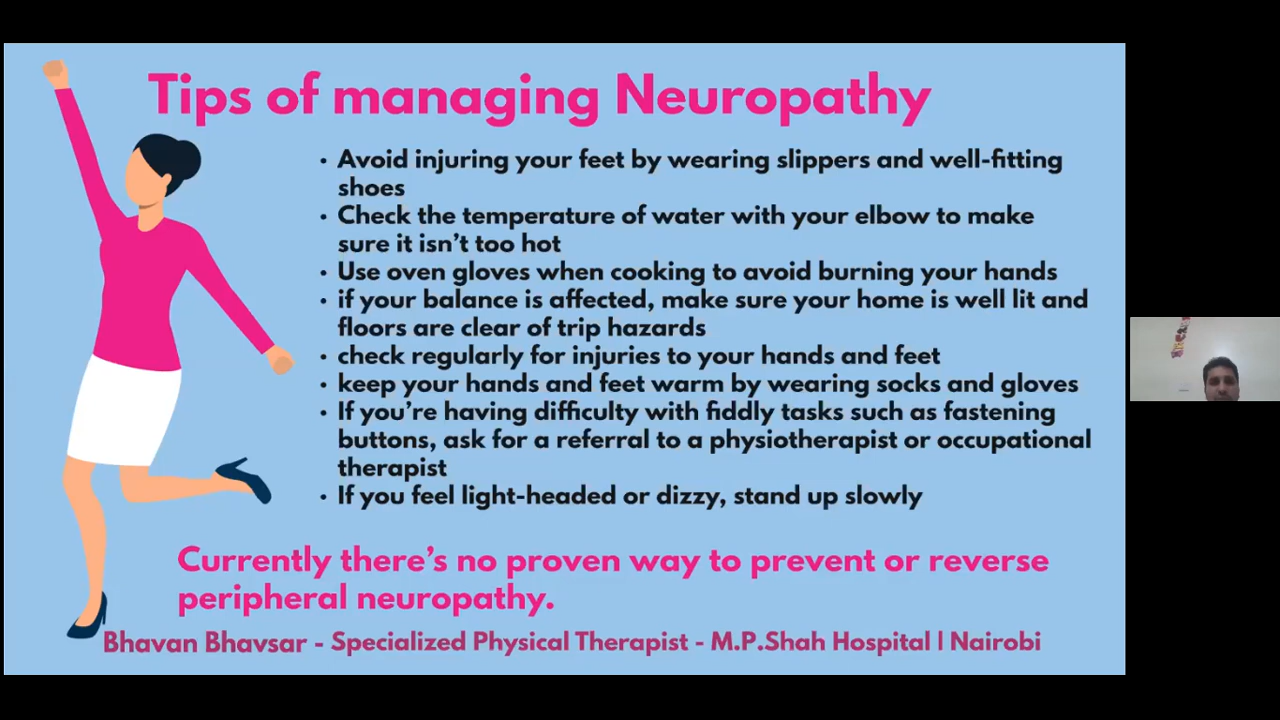 Tips of managing Neuropathy
• Avoid injuring your feet by wearing slippers and well-fitting
shoes
• Check the temperature of water with your elbow to make
sure it isn't too hot
• Use oven gloves when cooking to avoid burning your hands
• if your balance is affected, make sure your home is well lit and
floors are clear of trip hazards
• check regularly for injuries to your hands and feet
• keep your hands and feet warm by wearing socks and gloves
• If you're having difficulty with fiddly tasks such as fastening
buttons, ask for a referral to a physiotherapist or occupational
therapist
• If you feel light-headed or dizzy, stand up slowly
Currently there's no proven way to prevent or reverse
peripheral neuropathy.
Bhavan Bhavsar - Specialized Physical Therapist - M.P.Shah Hospital | Nairobi